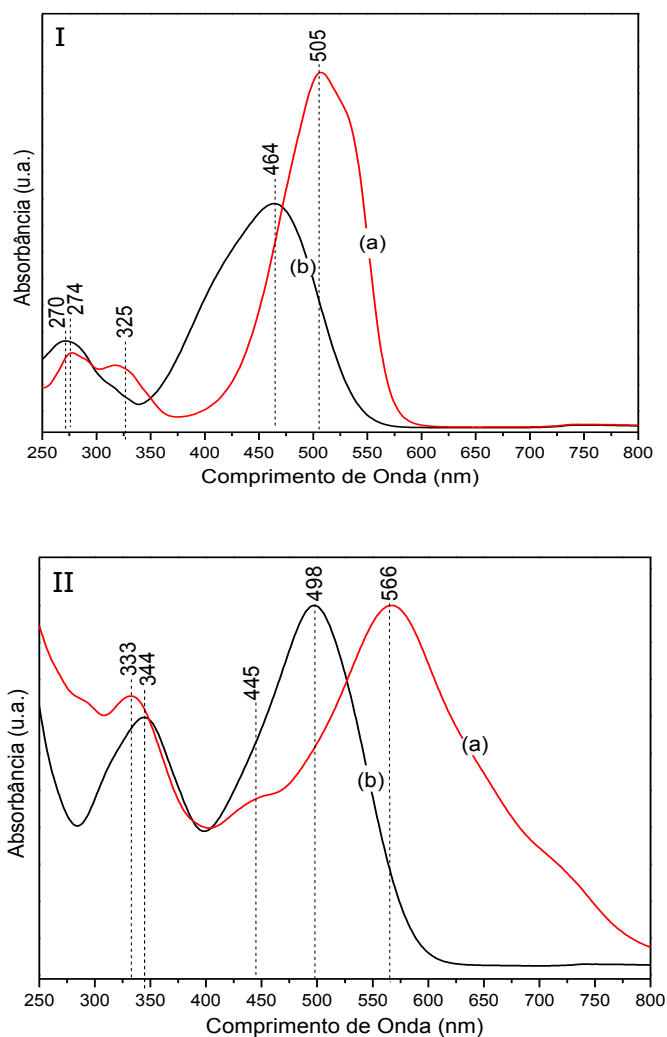 I
505
464
270
274
325
(a)
(b)
Absorbância (u.a.)
250 300 350 400 450 500 550 600 650 700 750 800
Comprimento de Onda (nm)
II
498
566
333
344
445
(a)
(b)
Absorbância (u.a.)
250 300 350 400 450 500 550 600 650 700 750 800
Comprimento de Onda (nm)